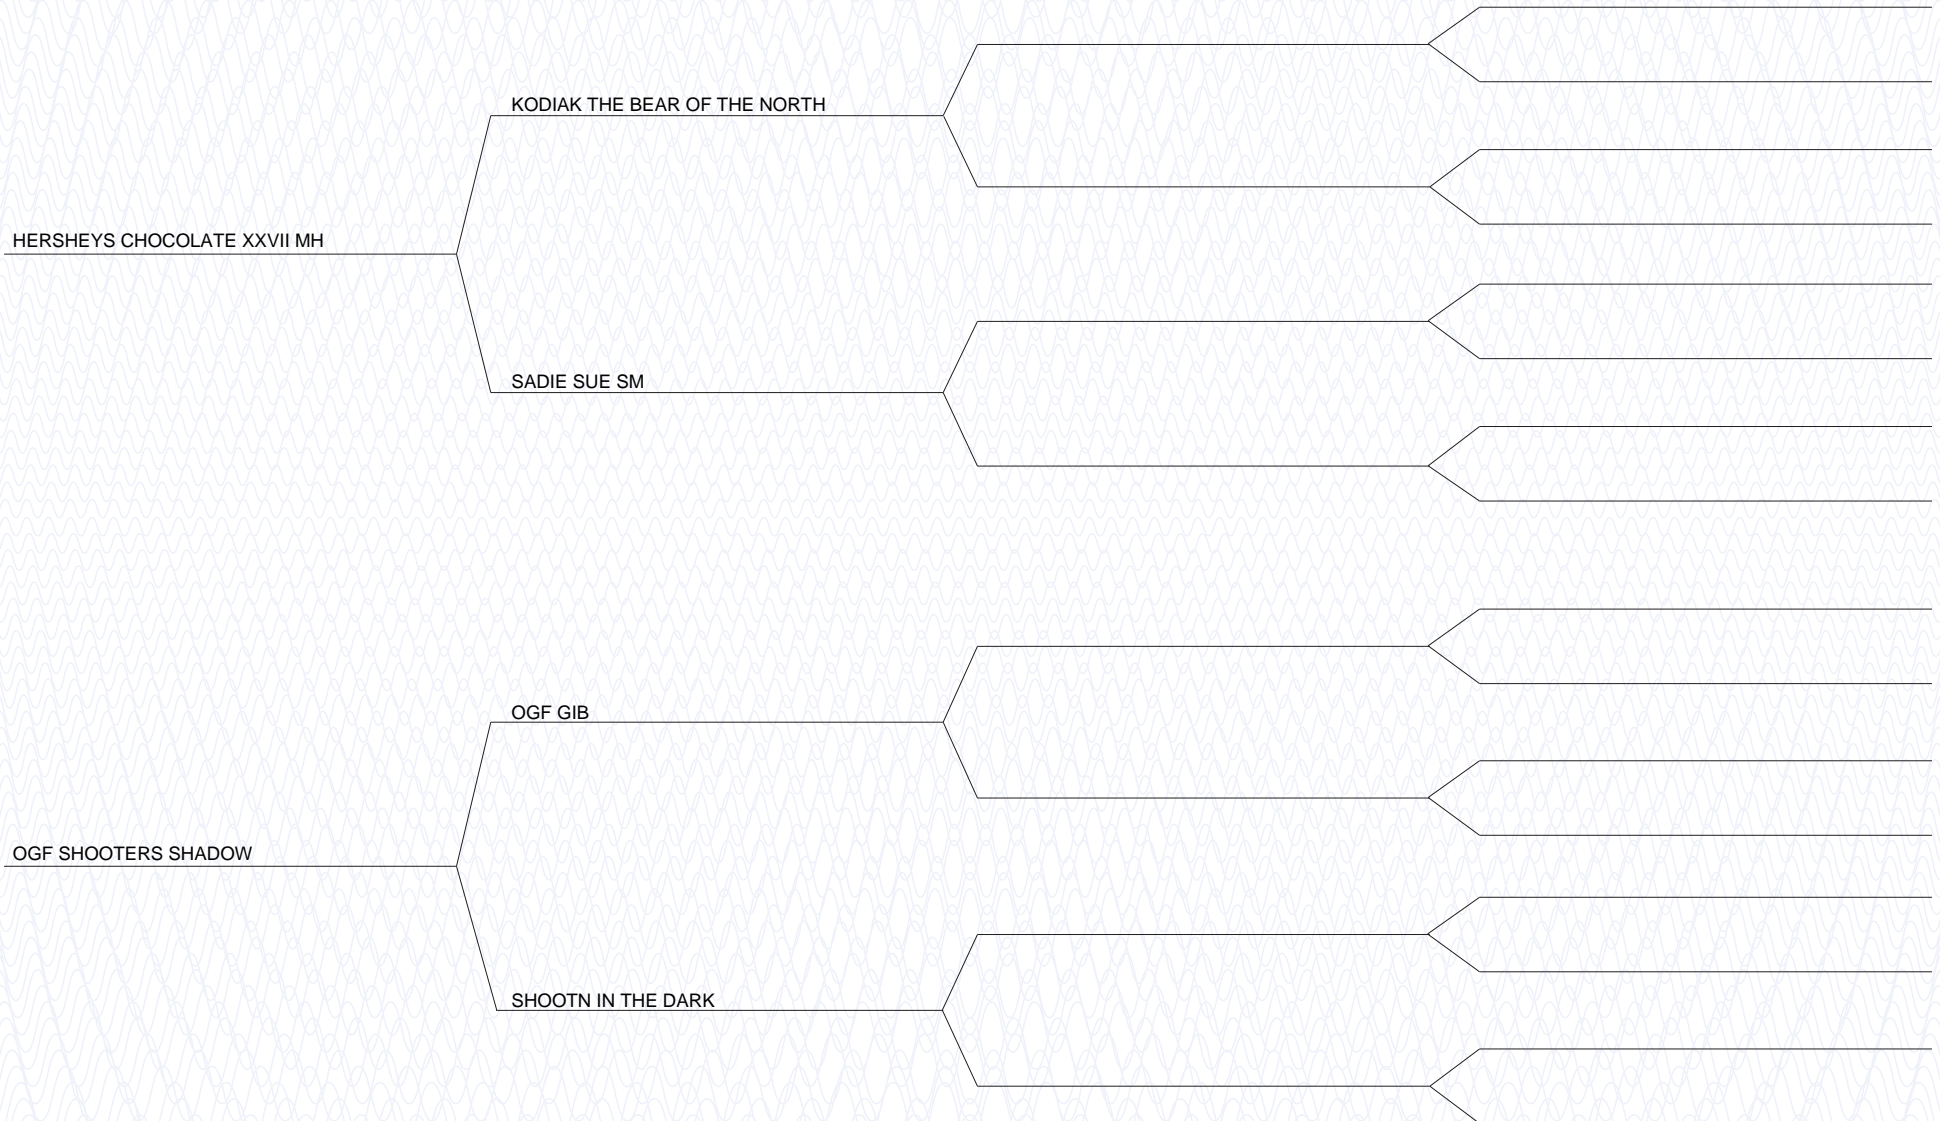 KODIAK THE BEAR OF THE NORTH
HERSHEYS CHOCOLATE XXVII MH
SADIE SUE SM
OGF GIB
OGF SHOOTERS SHADOW
SHOOTN IN THE DARK